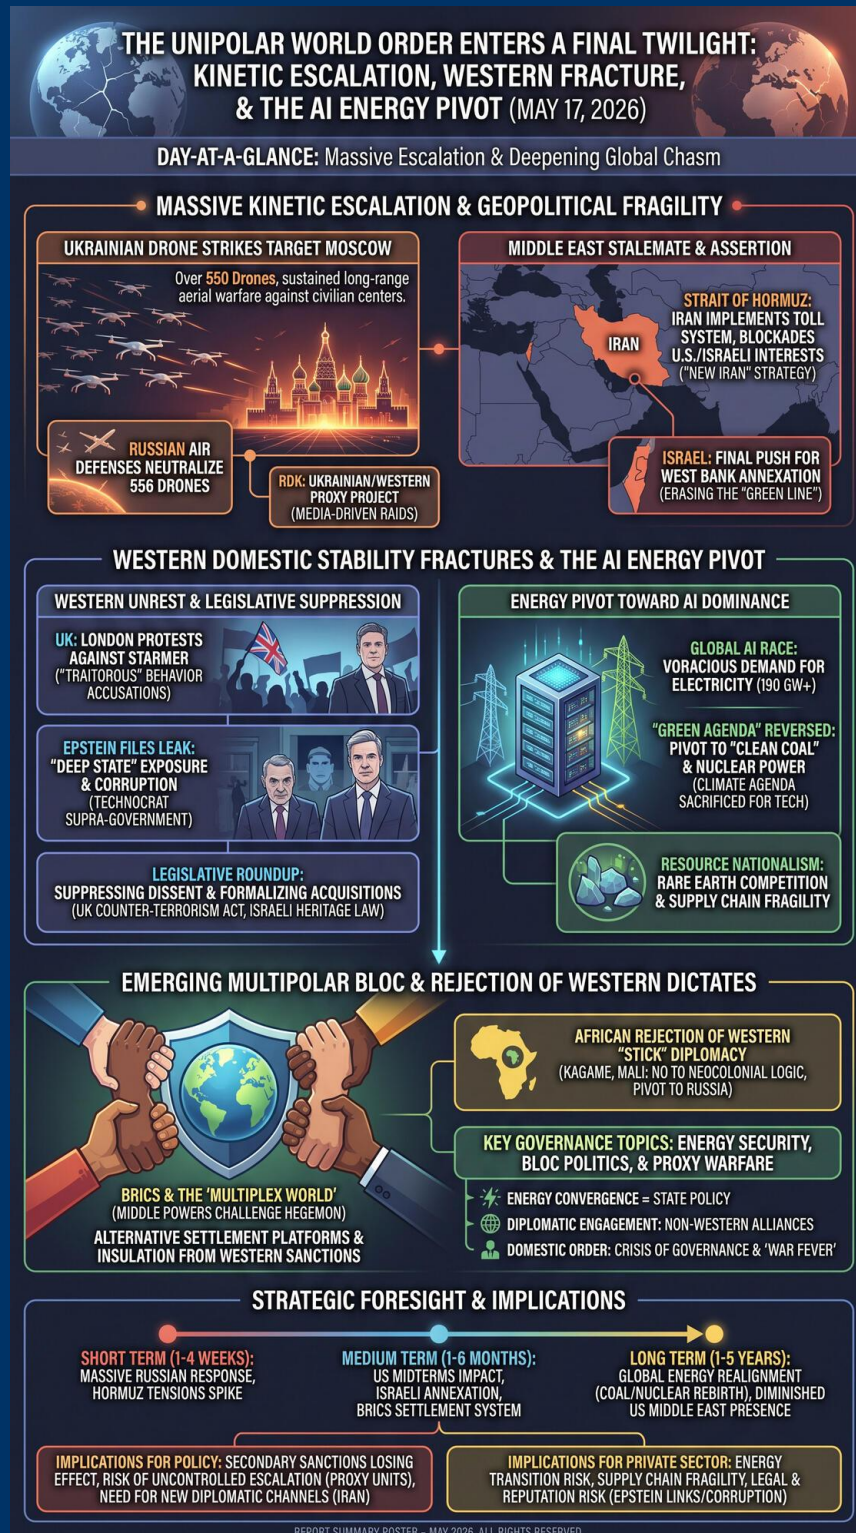 THE UNIPOLAR WORLD ORDER ENTERS A FINAL TWILIGHT:
KINETIC ESCALATION, WESTERN FRACTURE,
& THE AI ENERGY PIVOT (MAY 17, 2026)
DAY-AT-A-GLANCE: Massive Escalation & Deepening Global Chasm
MASSIVE KINETIC ESCALATION & GEOPOLITICAL FRAGILITY
UKRAINIAN DRONE STRIKES TARGET MOSCOW
Over 550 Drones, sustained long-range
aerial warfare against civilian centers.
RUSSIAN AIR
DEFENSES NEUTRALIZE
556 DRONES
RDK: UKRAINIAN/WESTERN
PROXY PROJECT
(MEDIA-DRIVEN RAIDS)
MIDDLE EAST STALEMATE & ASSERTION
STRAIT OF HORMUZ:
IRAN IMPLEMENTS TOLL
SYSTEM, BLOCKADES
U.S./ISRAELI INTERESTS
("NEW IRAN" STRATEGY)
IRAN
ISRAEL: FINAL PUSH FOR
WEST BANK ANNEXATION
(ERASING THE "GREEN LINE")
WESTERN DOMESTIC STABILITY FRACTURES & THE AI ENERGY PIVOT
WESTERN UNREST & LEGISLATIVE SUPPRESSION
UK: LONDON PROTESTS
AGAINST STARMER
("TRAITOROUS" BEHAVIOR
ACCUSATIONS)
EPSTEIN FILES LEAK:
"DEEP STATE" EXPOSURE
& CORRUPTION
(TECHNOCRAT
SUPRA-GOVERNMENT)
LEGISLATIVE ROUNDUP:
SUPPRESSING DISSENT & FORMALIZING ACQUISITIONS
(UK COUNTER-TERRORISM ACT, ISRAELI HERITAGE LAW)
ENERGY PIVOT TOWARD AI DOMINANCE
GLOBAL AI RACE:
VORACIOUS DEMAND FOR
ELECTRICITY (190 GW+)
"GREEN AGENDA" REVERSED:
PIVOT TO "CLEAN COAL"
& NUCLEAR POWER
(CLIMATE AGENDA
SACRIFICED FOR TECH)
RESOURCE NATIONALISM:
RARE EARTH COMPETITION
& SUPPLY CHAIN FRAGILITY
EMERGING MULTIPOLAR BLOC & REJECTION OF WESTERN DICTATES
BRICS & THE 'MULTIPLEX WORLD'
(MIDDLE POWERS CHALLENGE HEGEMON)
ALTERNATIVE SETTLEMENT PLATFORMS &
INSULATION FROM WESTERN SANCTIONS
AFRICAN REJECTION OF WESTERN
"STICK" DIPLOMACY
(KAGAME, MALI: NO TO NEOCOLONIAL LOGIC,
PIVOT TO RUSSIA)
KEY GOVERNANCE TOPICS: ENERGY SECURITY,
BLOC POLITICS, & PROXY WARFARE
ENERGY CONVERGENCE = STATE POLICY
DIPLOMATIC ENGAGEMENT: NON-WESTERN ALLIANCES
DOMESTIC ORDER: CRISIS OF GOVERNANCE & 'WAR FEVER'
STRATEGIC FORESIGHT & IMPLICATIONS
SHORT TERM (1-4 WEEKS):
MASSIVE RUSSIAN RESPONSE,
HORMUZ TENSIONS SPIKE
MEDIUM TERM (1-6 MONTHS):
US MIDTERMS IMPACT,
ISRAELI ANNEXATION,
BRICS SETTLEMENT SYSTEM
LONG TERM (1-5 YEARS):
GLOBAL ENERGY REALIGNMENT
(COAL/NUCLEAR REBIRTH), DIMINISHED
US MIDDLE EAST PRESENCE
IMPLICATIONS FOR POLICY: SECONDARY SANCTIONS LOSING
EFFECT, RISK OF UNCONTROLLED ESCALATION (PROXY UNITS),
NEED FOR NEW DIPLOMATIC CHANNELS (IRAN)
IMPLICATIONS FOR PRIVATE SECTOR: ENERGY
TRANSITION RISK, SUPPLY CHAIN FRAGILITY, LEGAL &
REPUTATION RISK (EPSTEIN LINKS/CORRUPTION)
REPORT SUMMARY POSTER – MAY 2026. ALL RIGHTS RESERVED